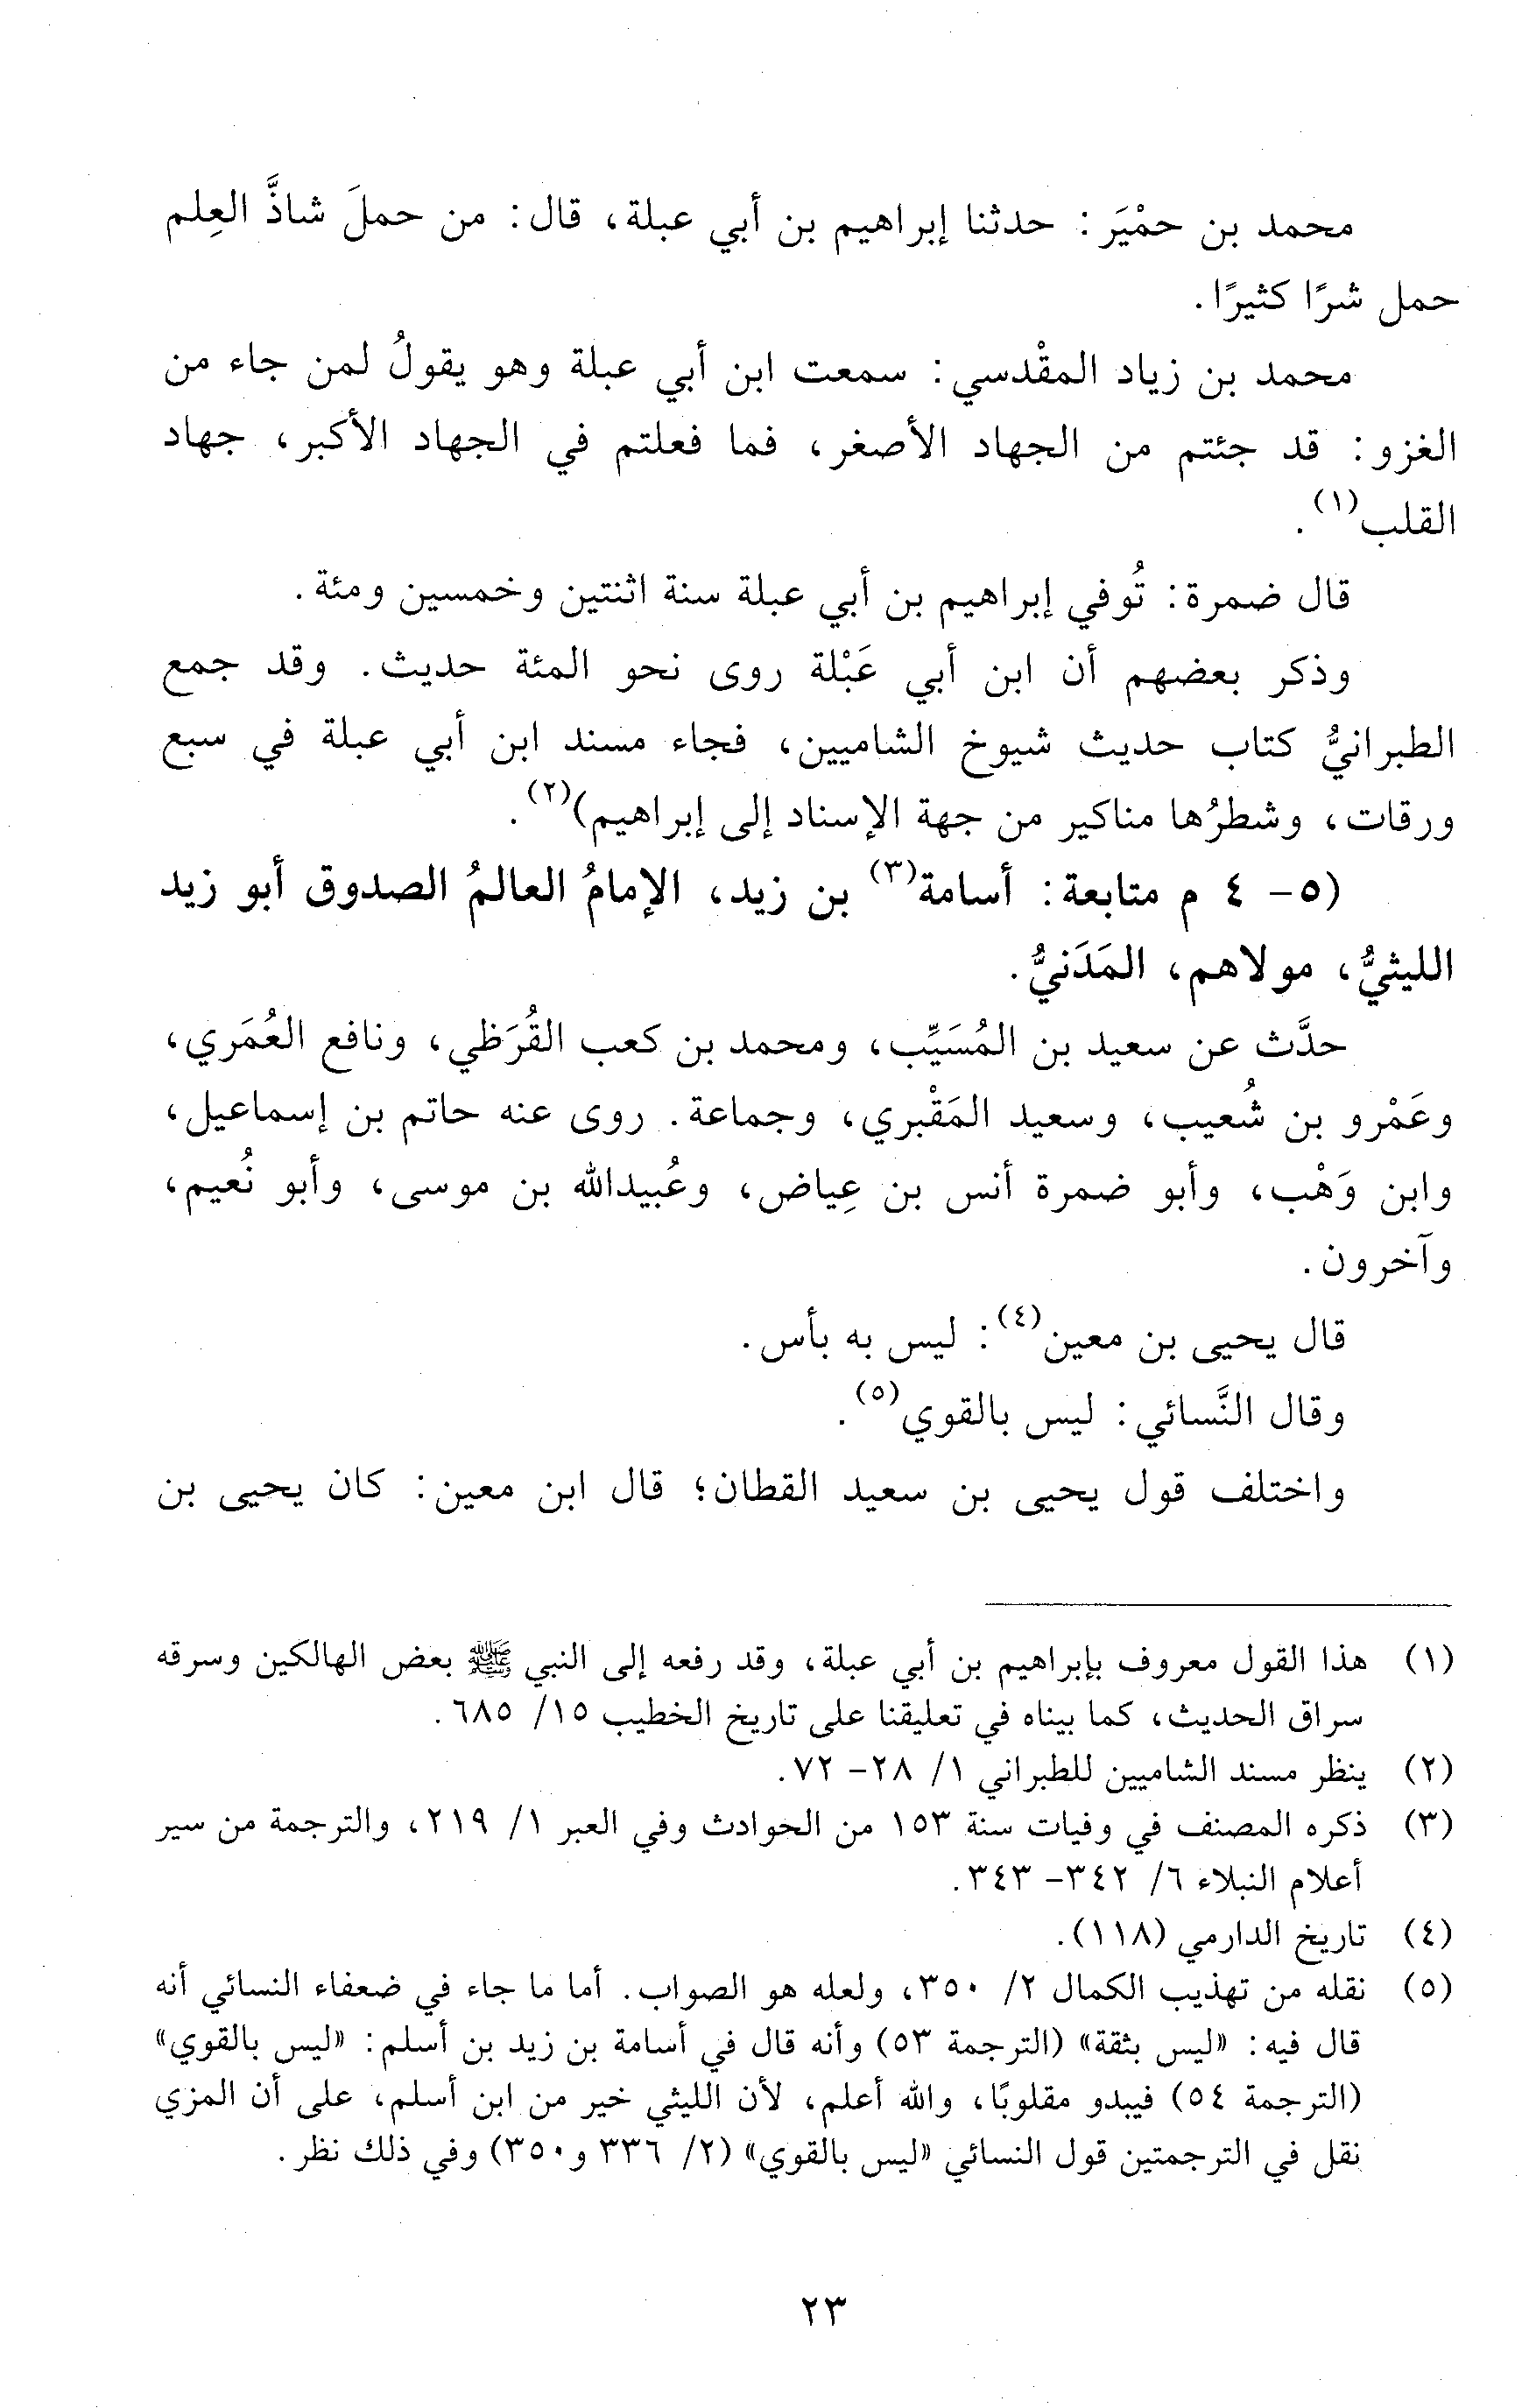 محمد بن حمْيَر: حدثنا إبراهيم بن أبي عبلة، قال: من حملَ شاذَّ العِلم
حمل شرًا كثيرًا.
محمد بن زياد المقْدسي: سمعت ابن أبي عبلة وهو يقولُ لمن جاء من
الغزو: قد جئتم من الجهاد الأصغر، فما فعلتم في الجهاد الأكبر، جهاد
القلب(١).
قال ضمرة: تُوفي إبراهيم بن أبي عبلة سنة اثنتين وخمسين ومئة.
وذكر بعضهم أن ابن أبي عَبْلة روى نحو المئة حديث. وقد جمع
الطبرانيُّ كتاب حديث شيوخ الشاميين، فجاء مسند ابن أبي عبلة في سبع
ورقات، وشطرُها مناكير من جهة الإسناد إلى إبراهيم)(٢).
(٥- ٤ م متابعة: أسامة(٣) بن زيد، الإمامُ العالمُ الصدوق أبو زيد
الليثيُّ، مولاهم، المَدَنيُّ.
حدَّث عن سعيد بن المُسَيِّب، ومحمد بن كعب القُرَظي، ونافع العُمَري،
وعَمْرو بن شُعيب، وسعيد المَقْبري، وجماعة. روى عنه حاتم بن إسماعيل،
وابن وَهْب، وأبو ضمرة أنس بن عِياض، وعُبيدالله بن موسى، وأبو نُعيم،
وآخرون.
قال يحيى بن معين(٤): ليس به بأس.
وقال النَّسائي: ليس بالقوي(٥).
واختلف قول يحيى بن سعيد القطان؛ قال ابن معين: كان يحيى بن
(١) هذا القول معروف بإبراهيم بن أبي عبلة، وقد رفعه إلى النبي ﷺ بعض الهالكين وسرقه
سراق الحديث، كما بيناه في تعليقنا على تاريخ الخطيب ١٥/ ٦٨٥.
(٢) ينظر مسند الشاميين للطبراني ١/ ٢٨- ٧٢.
(٣) ذكره المصنف في وفيات سنة ١٥٣ من الحوادث وفي العبر ١/ ٢١٩، والترجمة من سير
أعلام النبلاء ٦/ ٣٤٢- ٣٤٣.
(٤) تاريخ الدارمي (١١٨).
(٥) نقله من تهذيب الكمال ٢/ ٣٥٠، ولعله هو الصواب. أما ما جاء في ضعفاء النسائي أنه
قال فيه: «ليس بثقة» (الترجمة ٥٣) وأنه قال في أسامة بن زيد بن أسلم: «ليس بالقوي»
(الترجمة ٥٤) فيبدو مقلوبًا، والله أعلم، لأن الليثي خير من ابن أسلم، على أن المزي
نقل في الترجمتين قول النسائي «ليس بالقوي» (٢/ ٣٣٦ و٣٥٠) وفي ذلك نظر.
٢٣